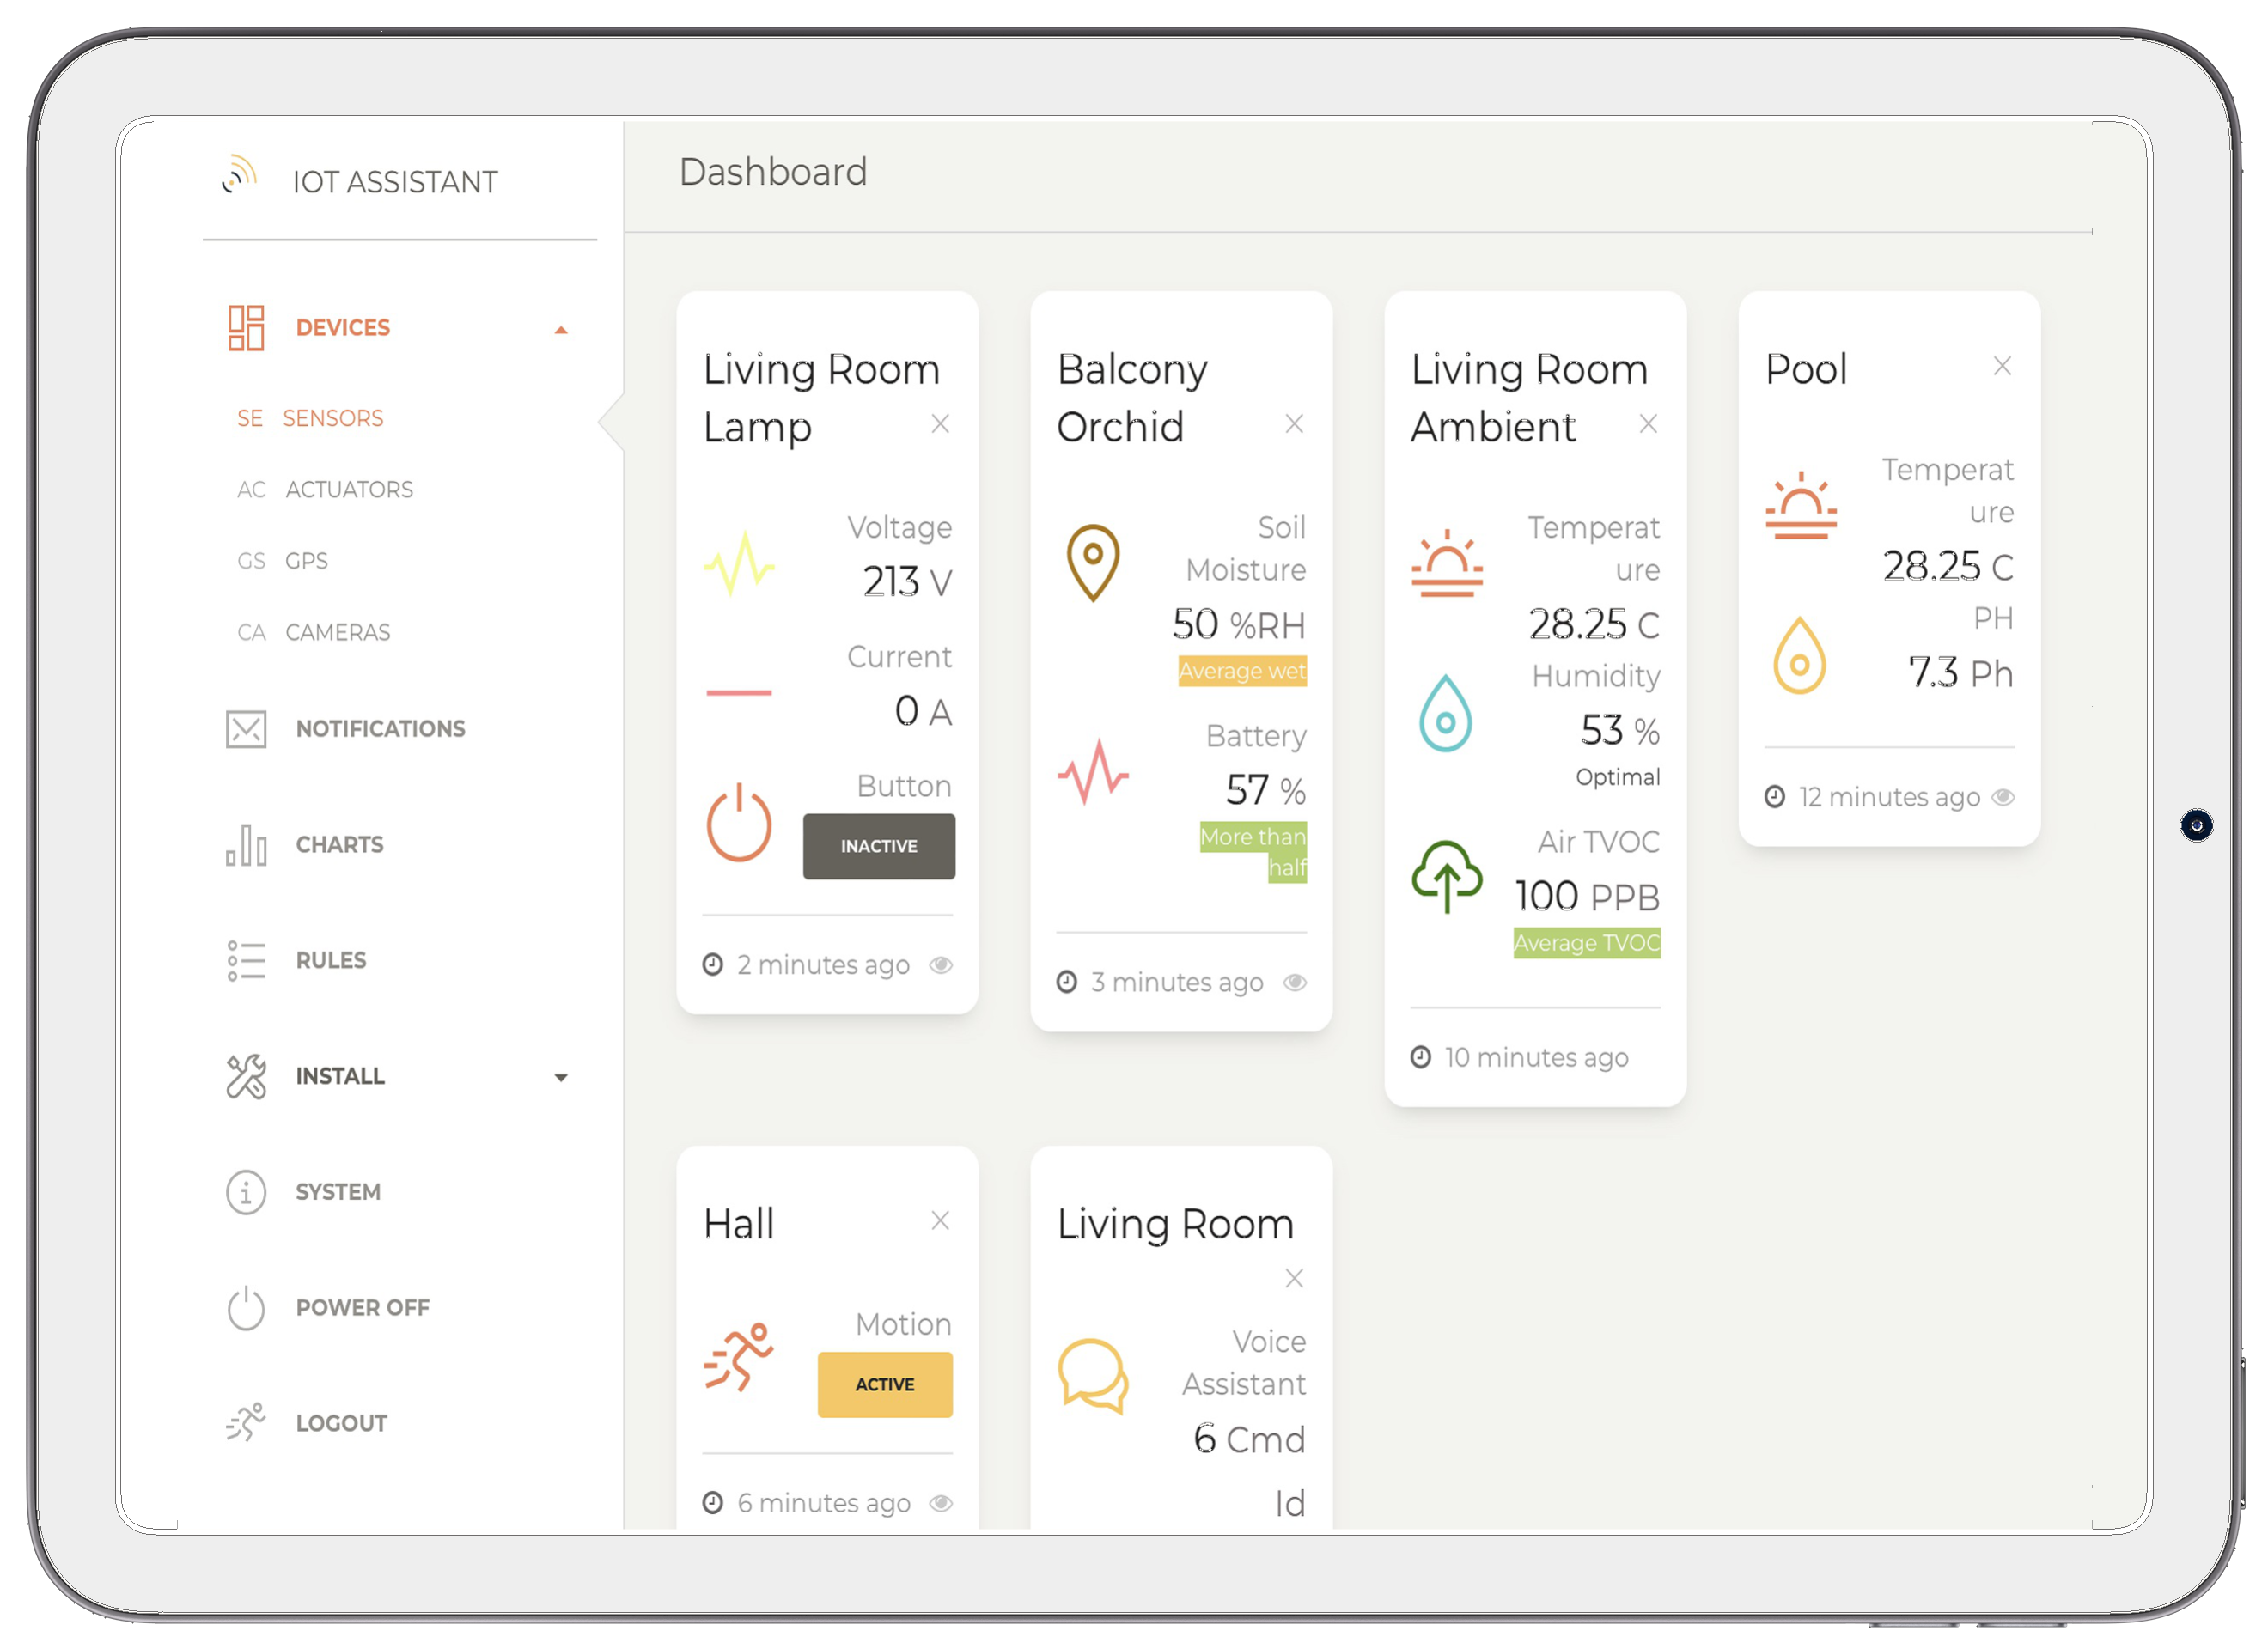 IOT ASSISTANT
DEVICES
SE SENSORS
AC ACTUATORS
GS GPS
CA CAMERAS
NOTIFICATIONS
CHARTS
RULES
INSTALL
SYSTEM
POWER OFF
LOGOUT
Dashboard
Living Room
Lamp
Voltage
213 V
Current
0 A
Button
INACTIVE
2 minutes ago
Balcony
Orchid
Soil
Moisture
50 %RH
Average wet
Battery
57 %
More than
half
3 minutes ago
Living Room
Ambient
Temperat
ure
28.25 C
Humidity
53 %
Optimal
Air TVOC
100 PPB
Average TVOC
10 minutes ago
Pool
Temperat
ure
28.25 C
PH
7.3 Ph
12 minutes ago
Hall
Motion
ACTIVE
6 minutes ago
Living Room
Voice
Assistant
6 Cmd
Id